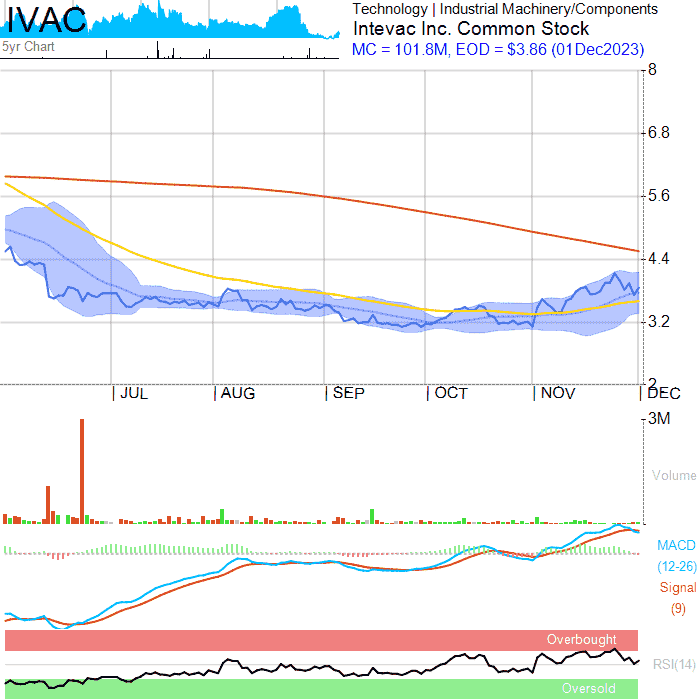 IVAC
Technology | Industrial Machinery/Components
Intevac Inc. Common Stock
MC = 101.8M, EOD = $3.86 (01Dec2023)
5yr Chart
8
6.8
5.6
4.4
3.2
2
JUL AUG SEP OCT NOV DEC
3M
Volume
MACD
(12-26)
Signal
(9)
Overbought
RSI(14)
Oversold